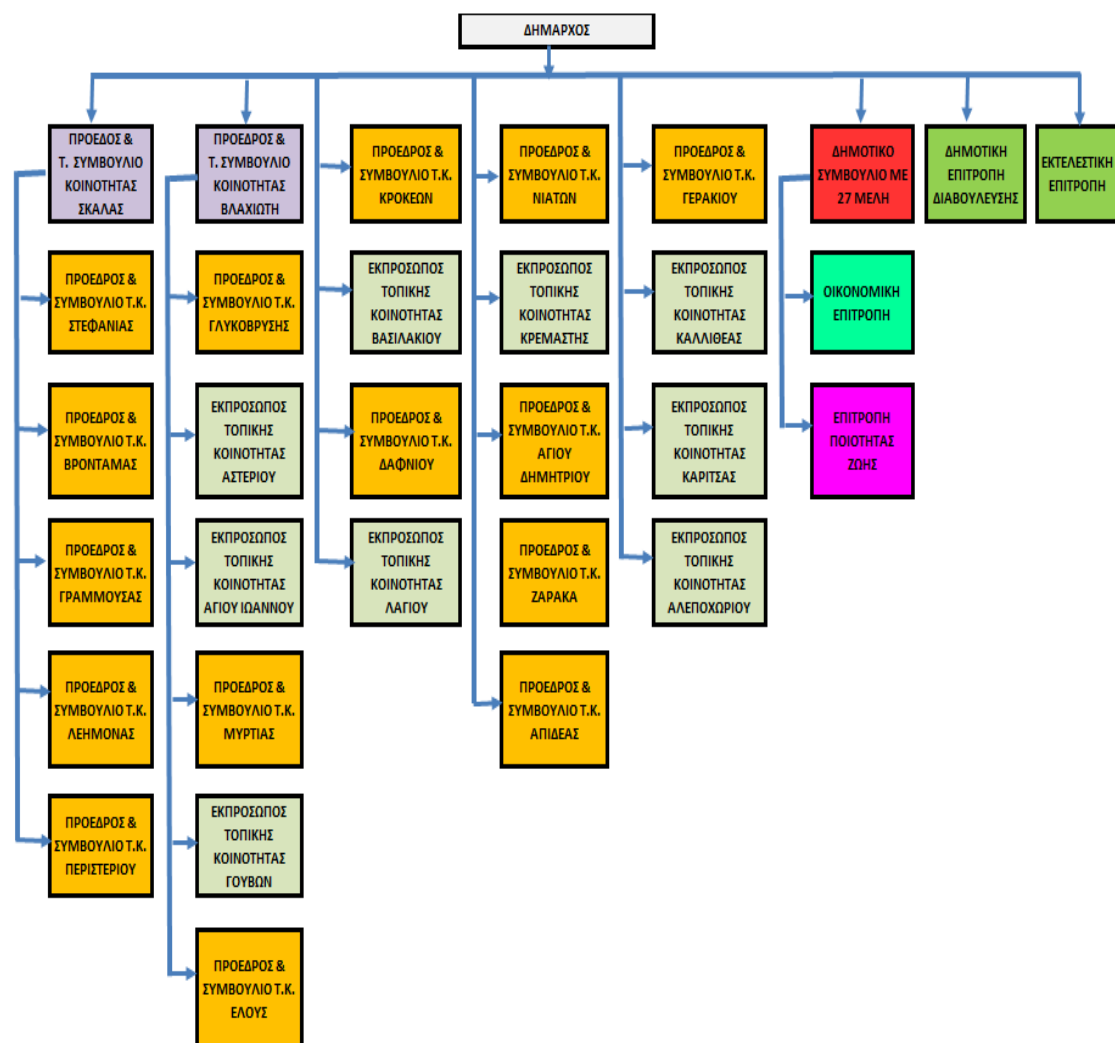 ΔΗΜΑΡΧΟΣ
ΠΡΟΕΔΟΣ &
Τ. ΣΥΜΒΟΥΛΙΟ
ΚΟΙΝΟΤΗΤΑΣ
ΣΚΑΛΑΣ
ΠΡΟΕΔΡΟΣ &
Τ. ΣΥΜΒΟΥΛΙΟ
ΚΟΙΝΟΤΗΤΑΣ
ΒΛΑΧΙΩΤΗ
ΠΡΟΕΔΡΟΣ &
ΣΥΜΒΟΥΛΙΟ Τ.Κ.
ΚΡΟΚΕΩΝ
ΠΡΟΕΔΡΟΣ &
ΣΥΜΒΟΥΛΙΟ Τ.Κ.
ΝΙΑΤΩΝ
ΠΡΟΕΔΡΟΣ &
ΣΥΜΒΟΥΛΙΟ Τ.Κ.
ΓΕΡΑΚΙΟΥ
ΔΗΜΟΤΙΚΟ
ΣΥΜΒΟΥΛΙΟ ΜΕ
27 ΜΕΛΗ
ΔΗΜΟΤΙΚΗ
ΕΠΙΤΡΟΠΗ
ΔΙΑΒΟΥΛΕΥΣΗΣ
ΕΚΤΕΛΕΣΤΙΚΗ
ΕΠΙΤΡΟΠΗ
ΠΡΟΕΔΡΟΣ &
ΣΥΜΒΟΥΛΙΟ Τ.Κ.
ΣΤΕΦΑΝΙΑΣ
ΠΡΟΕΔΡΟΣ &
ΣΥΜΒΟΥΛΙΟ Τ.Κ.
ΓΛΥΚΟΒΡΥΣΗΣ
ΕΚΠΡΟΣΩΠΟΣ
ΤΟΠΙΚΗΣ
ΚΟΙΝΟΤΗΤΑΣ
ΒΑΣΙΛΑΚΙΟΥ
ΕΚΠΡΟΣΩΠΟΣ
ΤΟΠΙΚΗΣ
ΚΟΙΝΟΤΗΤΑΣ
ΚΡΕΜΑΣΤΗΣ
ΕΚΠΡΟΣΩΠΟΣ
ΤΟΠΙΚΗΣ
ΚΟΙΝΟΤΗΤΑΣ
ΚΑΛΛΙΘΕΑΣ
ΟΙΚΟΝΟΜΙΚΗ
ΕΠΙΤΡΟΠΗ
ΠΡΟΕΔΡΟΣ &
ΣΥΜΒΟΥΛΙΟ Τ.Κ.
ΒΡΟΝΤΑΜΑΣ
ΕΚΠΡΟΣΩΠΟΣ
ΤΟΠΙΚΗΣ
ΚΟΙΝΟΤΗΤΑΣ
ΑΣΤΕΡΙΟΥ
ΠΡΟΕΔΡΟΣ &
ΣΥΜΒΟΥΛΙΟ Τ.Κ.
ΔΑΦΝΙΟΥ
ΠΡΟΕΔΡΟΣ &
ΣΥΜΒΟΥΛΙΟ Τ.Κ.
ΑΓΙΟΥ
ΔΗΜΗΤΡΙΟΥ
ΕΚΠΡΟΣΩΠΟΣ
ΤΟΠΙΚΗΣ
ΚΟΙΝΟΤΗΤΑΣ
ΚΑΡΙΤΣΑΣ
ΕΠΙΤΡΟΠΗ
ΠΟΙΟΤΗΤΑΣ
ΖΩΗΣ
ΠΡΟΕΔΡΟΣ &
ΣΥΜΒΟΥΛΙΟ Τ.Κ.
ΓΡΑΜΜΟΥΣΑΣ
ΕΚΠΡΟΣΩΠΟΣ
ΤΟΠΙΚΗΣ
ΚΟΙΝΟΤΗΤΑΣ
ΑΓΙΟΥ ΙΩΑΝΝΟΥ
ΕΚΠΡΟΣΩΠΟΣ
ΤΟΠΙΚΗΣ
ΚΟΙΝΟΤΗΤΑΣ
ΛΑΓΙΟΥ
ΠΡΟΕΔΡΟΣ &
ΣΥΜΒΟΥΛΙΟ Τ.Κ.
ΖΑΡΑΚΑ
ΕΚΠΡΟΣΩΠΟΣ
ΤΟΠΙΚΗΣ
ΚΟΙΝΟΤΗΤΑΣ
ΑΛΕΠΟΧΩΡΙΟΥ
ΠΡΟΕΔΡΟΣ &
ΣΥΜΒΟΥΛΙΟ Τ.Κ.
ΛΕΗΜΟΝΑΣ
ΠΡΟΕΔΡΟΣ &
ΣΥΜΒΟΥΛΙΟ Τ.Κ.
ΜΥΡΤΙΑΣ
ΠΡΟΕΔΡΟΣ &
ΣΥΜΒΟΥΛΙΟ Τ.Κ.
ΑΠΙΔΕΑΣ
ΠΡΟΕΔΡΟΣ &
ΣΥΜΒΟΥΛΙΟ Τ.Κ.
ΠΕΡΙΣΤΕΡΙΟΥ
ΕΚΠΡΟΣΩΠΟΣ
ΤΟΠΙΚΗΣ
ΚΟΙΝΟΤΗΤΑΣ
ΓΟΥΒΩΝ
ΠΡΟΕΔΡΟΣ &
ΣΥΜΒΟΥΛΙΟ Τ.Κ.
ΕΛΟΥΣ